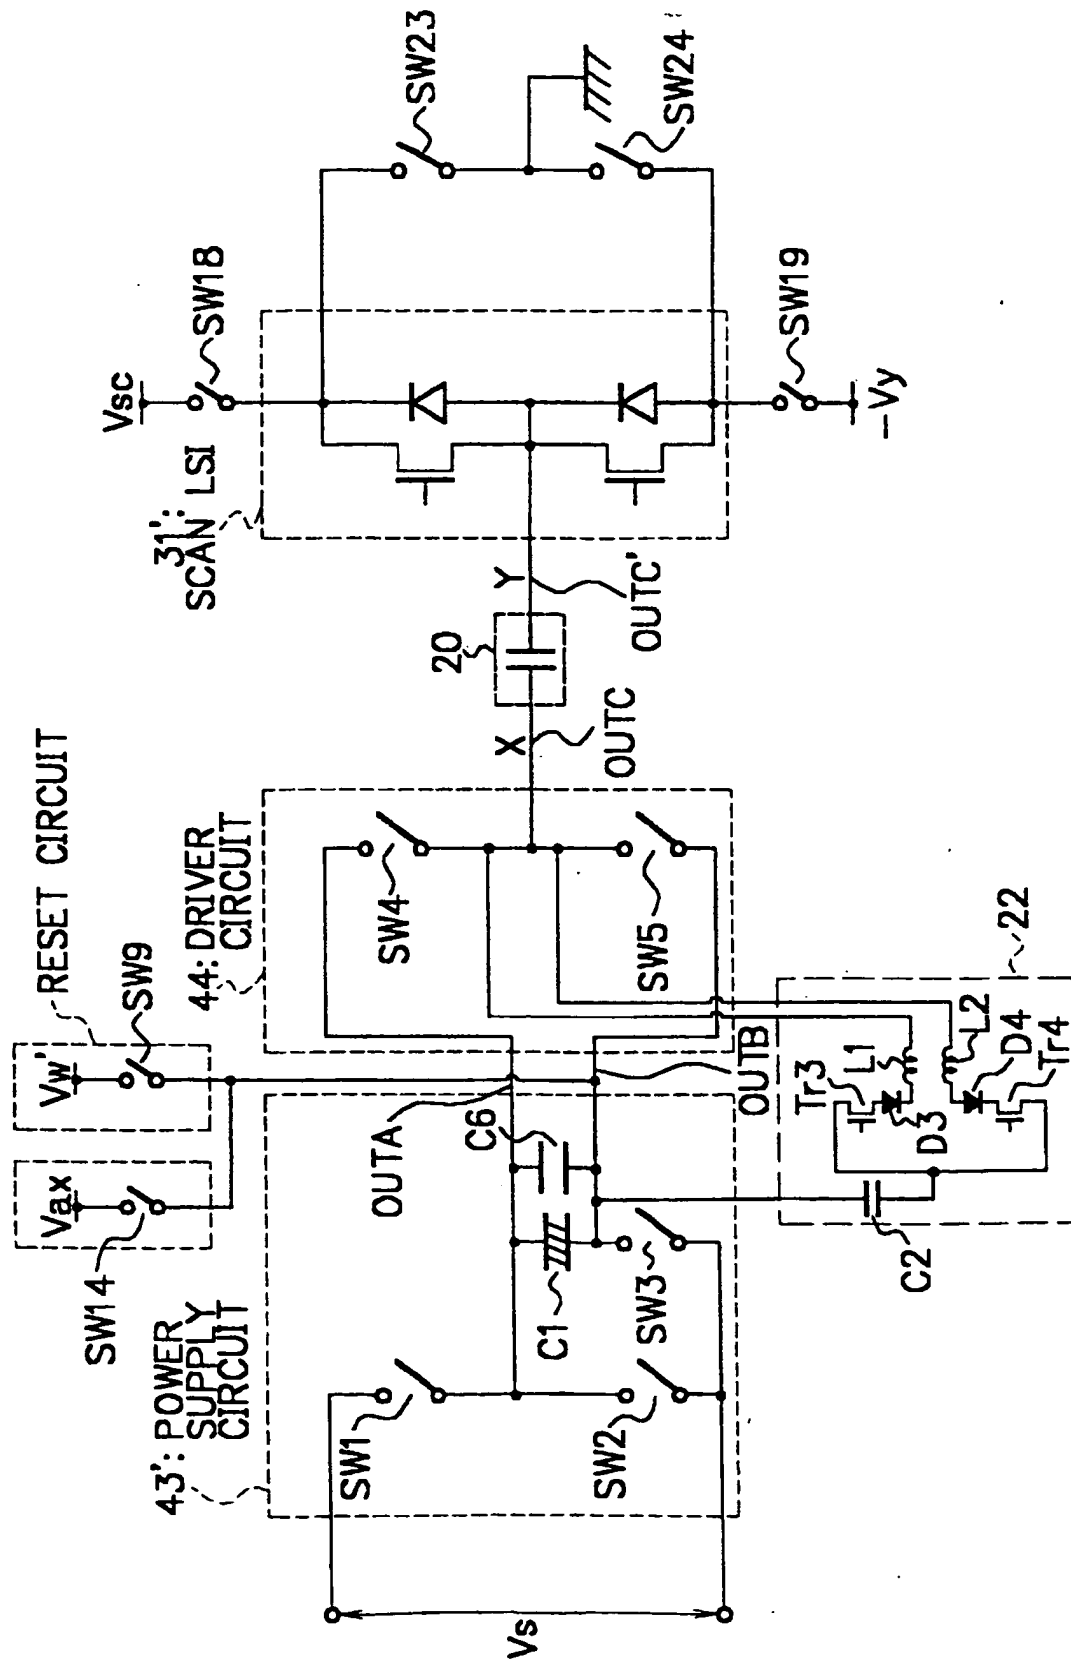 RESET CIRCUIT
Vax
SW14
Vw'
SW9
43': POWER
SUPPLY
CIRCUIT
44: DRIVER
CIRCUIT
31':
SCAN LSI
Vs
SW1
SW2
C1
SW3
C6
OUTA
OUTB
SW4
SW5
X
OUTC
20
Y
OUTC'
Vsc
SW18
SW19
-Vy
SW23
SW24
C2
Tr3
D3
L1
L2
D4
Tr4
22